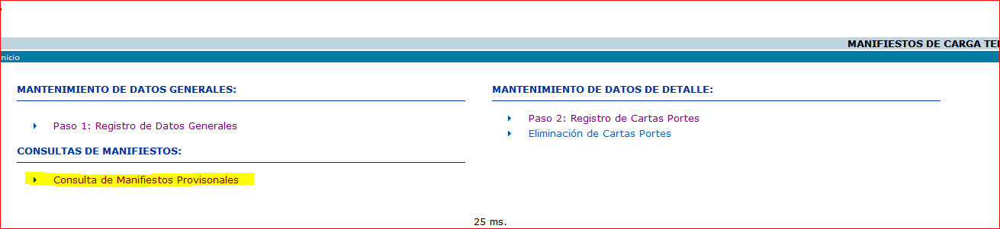 MANIFIESTOS DE CARGA TE
nicio
MANTENIMIENTO DE DATOS GENERALES:
Paso 1: Registro de Datos Generales
CONSULTAS DE MANIFIESTOS:
Consulta de Manifiestos Provisonales
MANTENIMIENTO DE DATOS DE DETALLE:
Paso 2: Registro de Cartas Portes
Eliminación de Cartas Portes
25 ms.